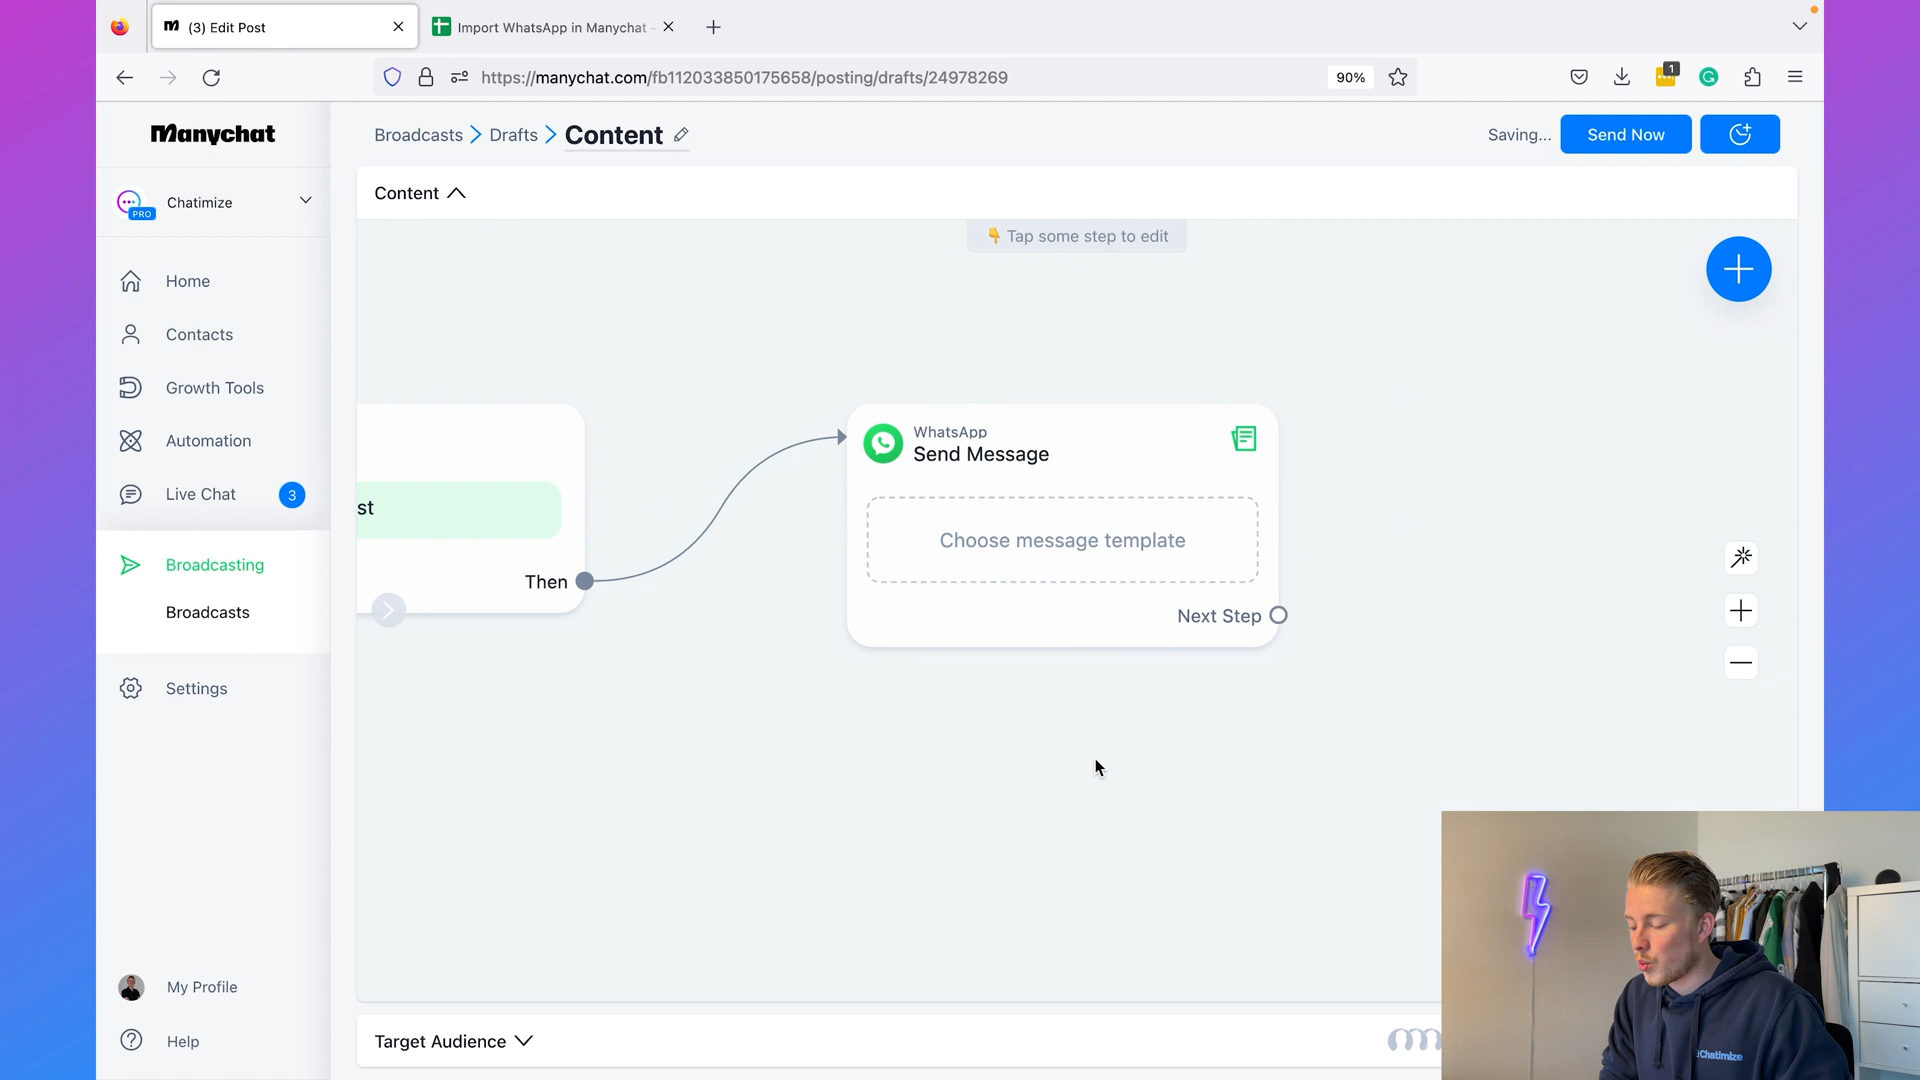 (3) Edit Post
Import WhatsApp in Manychat -
https://manychat.com/fb112033850175658/posting/drafts/24978269
90%
1
Manychat
Broadcasts
Drafts
Content
Saving...
Send Now
PRO
Chatimize
Content
👇 Tap some step to edit
Home
Contacts
Growth Tools
Automation
Live Chat
3
Broadcasting
Broadcasts
Settings
My Profile
Help
st
Then
WhatsApp
Send Message
Choose message template
Next Step
Target Audience
Chatimize